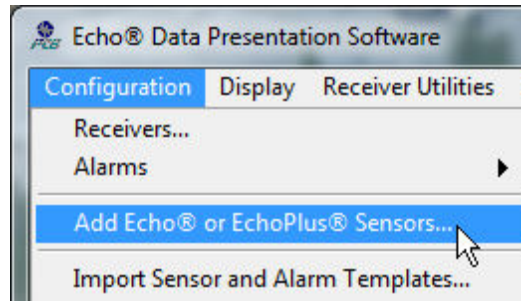 PCB Echo® Data Presentation Software
Configuration Display Receiver Utilities
Receivers...
Alarms
Add Echo® or EchoPlus® Sensors...
Import Sensor and Alarm Templates...